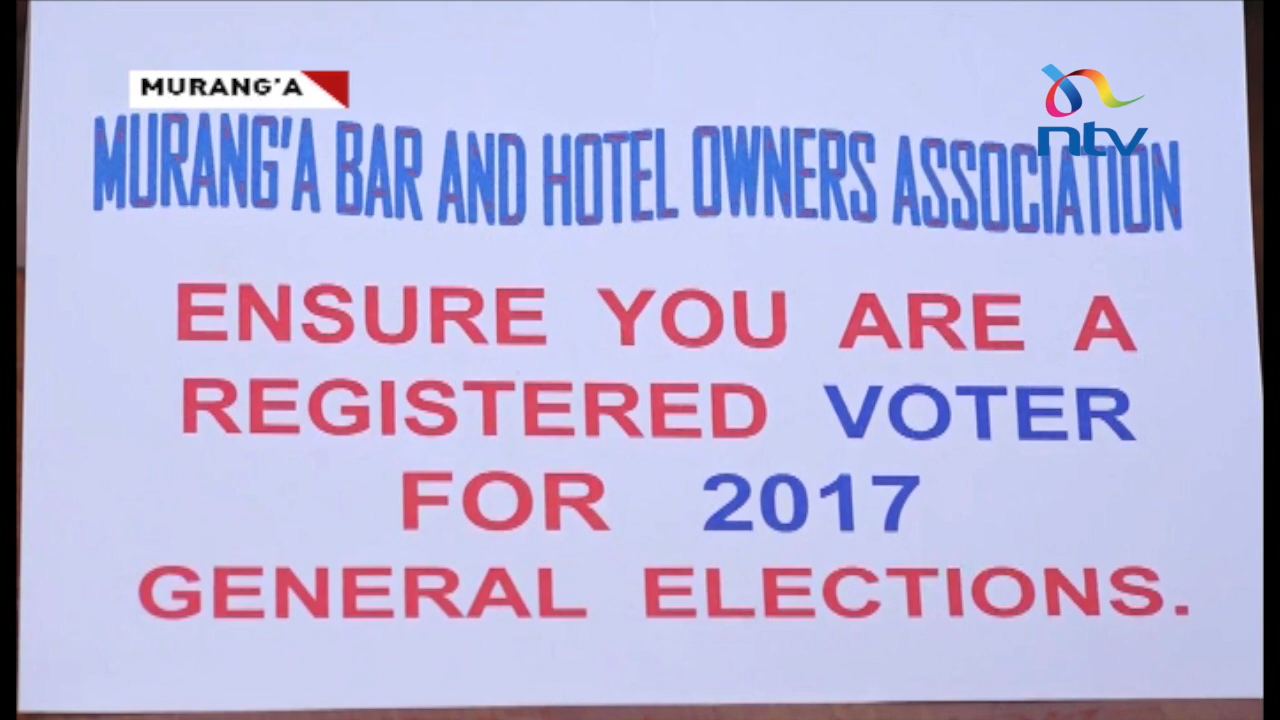 MURANG'A
ntv
MURANG'A BAR AND HOTEL OWNERS ASSOCIATION
ENSURE YOU ARE A
REGISTERED VOTER
FOR 2017
GENERAL ELECTIONS.